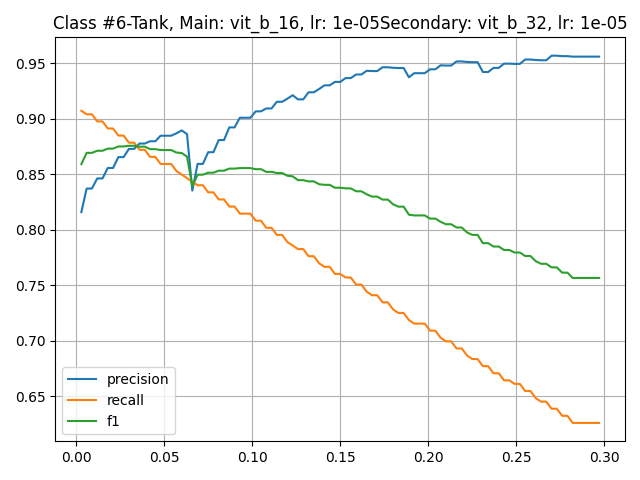 Class #6-Tank, Main: vit_b_16, lr: 1e-05Secondary: vit_b_32, lr: 1e-05
0.95
0.90
0.85
0.80
0.75
0.70
0.65
precision
recall
f1
0.00 0.05 0.10 0.15 0.20 0.25 0.30